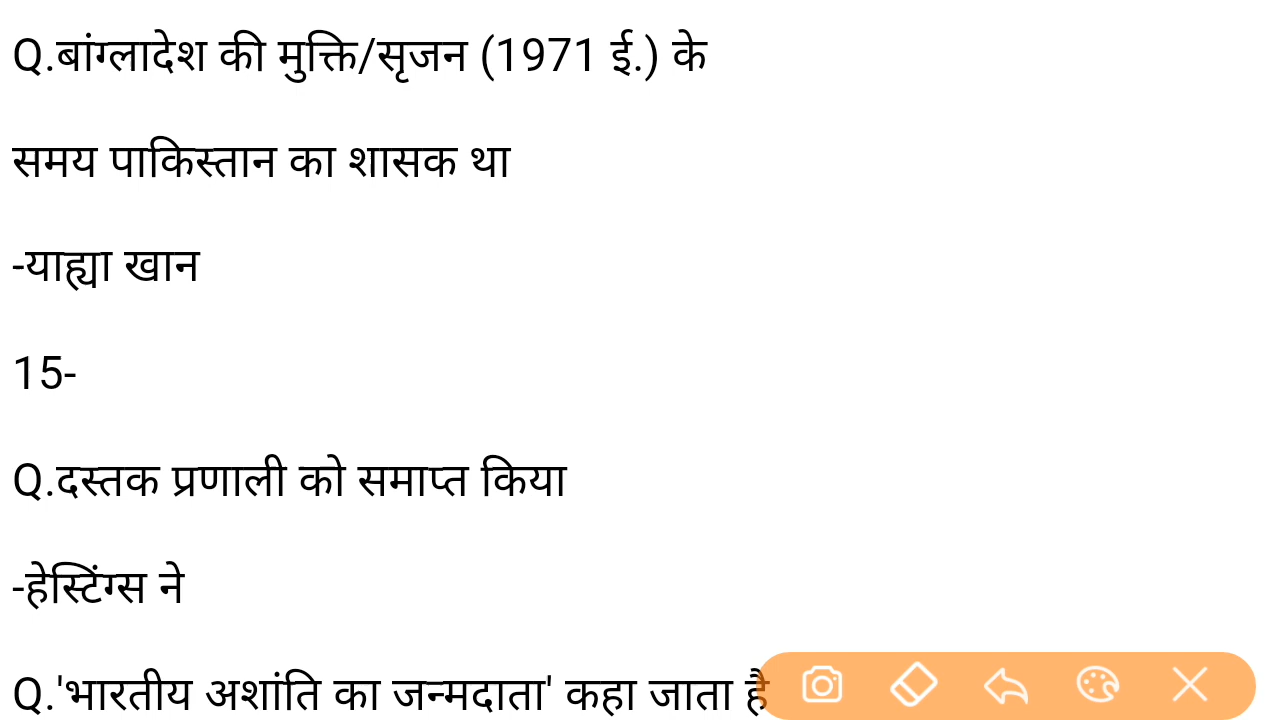 Q.बांग्लादेश की मुक्ति/सृजन (1971 ई.) के
समय पाकिस्तान का शासक था
-याह्या खान
15-
Q.दस्तक प्रणाली को समाप्त किया
-हेस्टिंग्स ने
Q.'भारतीय अशांति का जन्मदाता' कहा जाता है